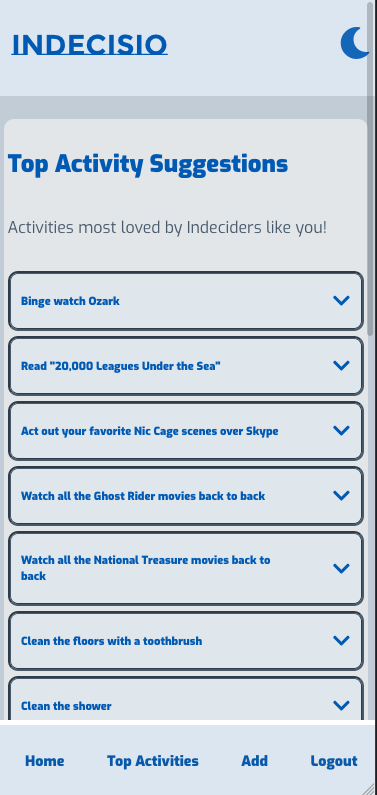 INDECISIO
Top Activity Suggestions
Activities most loved by Indeciders like you!
Binge watch Ozark
Read "20,000 Leagues Under the Sea"
Act out your favorite Nic Cage scenes over Skype
Watch all the Ghost Rider movies back to back
Watch all the National Treasure movies back to
back
Clean the floors with a toothbrush
Clean the shower
Home Top Activities Add Logout